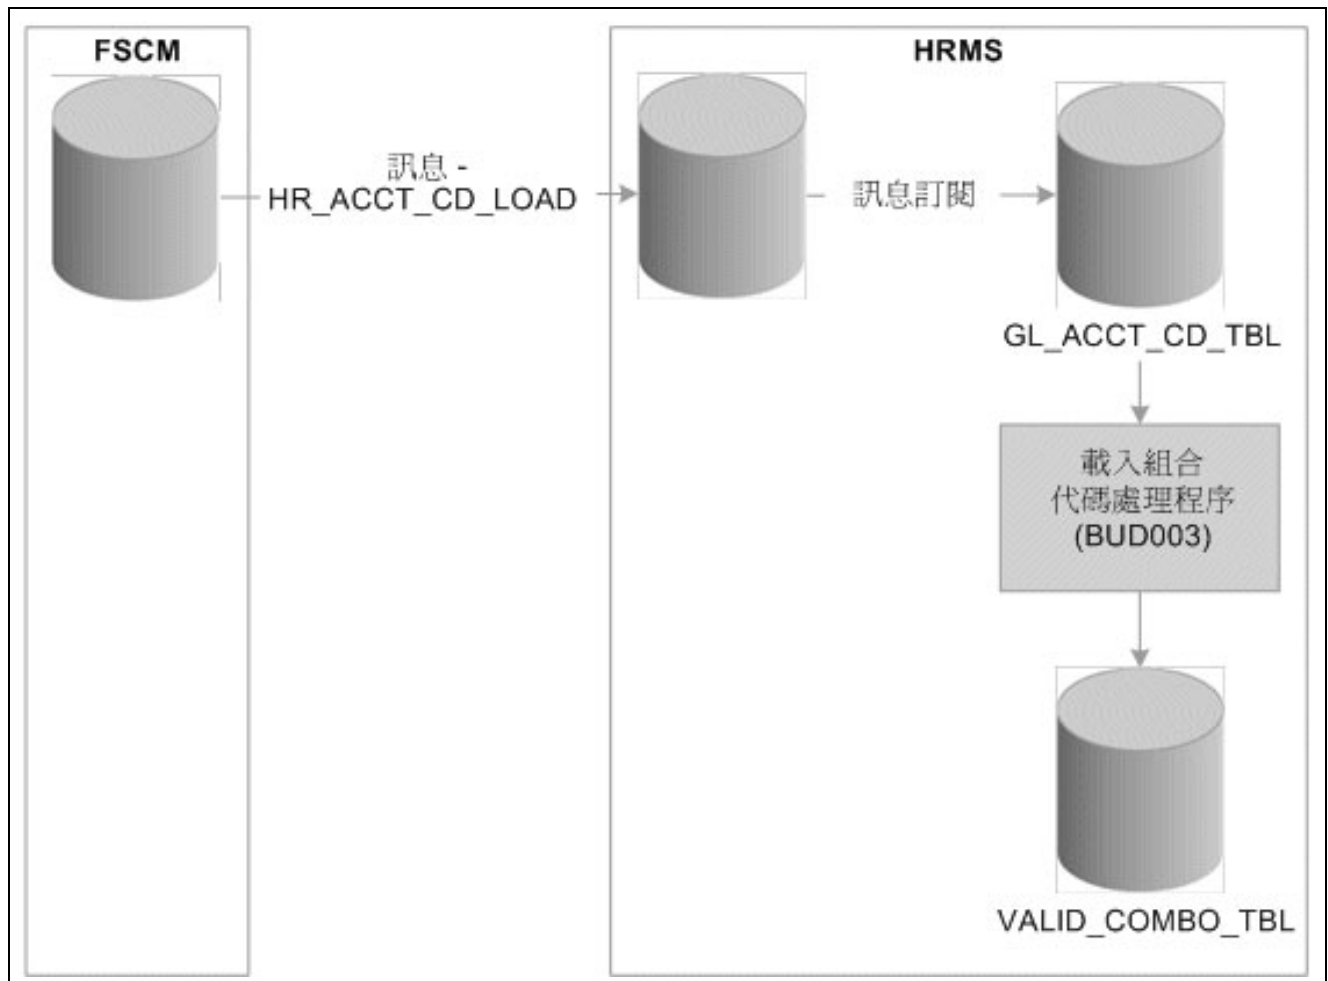 FSCM
HRMS
訊息 -
HR_ACCT_CD_LOAD
訊息訂閱
GL_ACCT_CD_TBL
載入組合
代碼處理程序
(BUD003)
VALID_COMBO_TBL